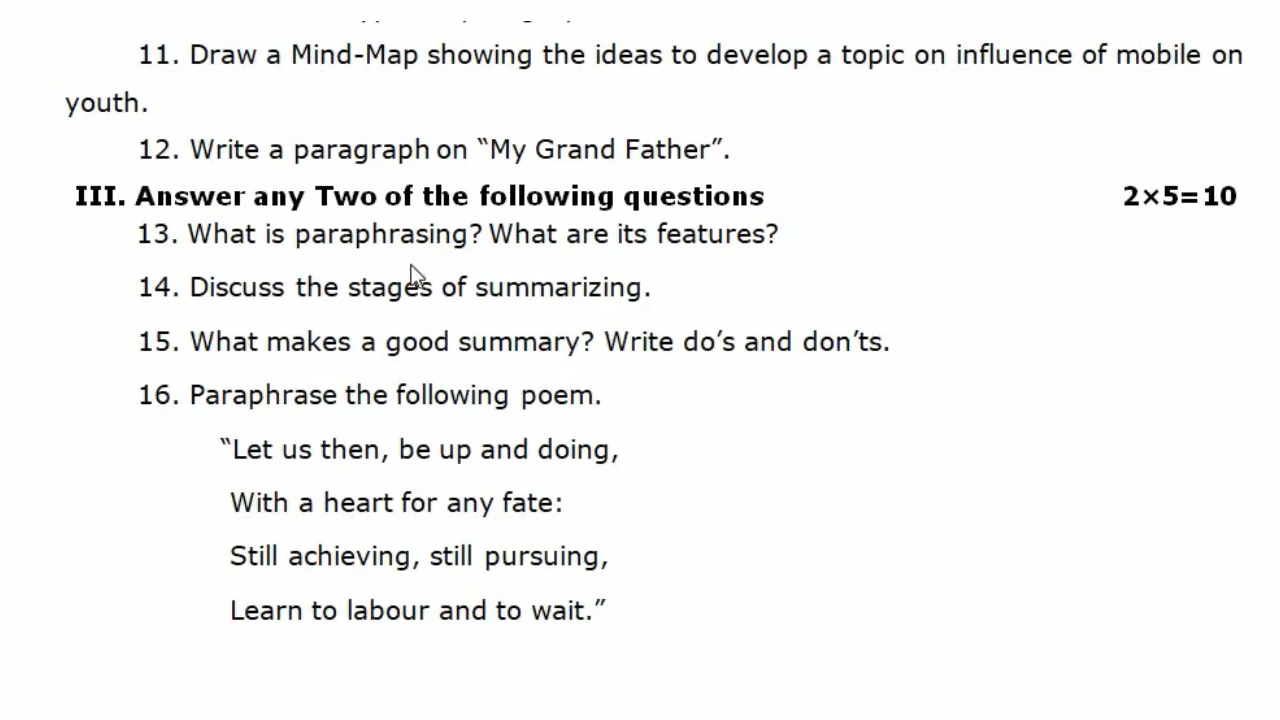 11. Draw a Mind-Map showing the ideas to develop a topic on influence of mobile on
youth.
12. Write a paragraph on “My Grand Father”.
III. Answer any Two of the following questions 2×5=10
13. What is paraphrasing? What are its features?
14. Discuss the stages of summarizing.
15. What makes a good summary? Write do’s and don’ts.
16. Paraphrase the following poem.
“Let us then, be up and doing,
With a heart for any fate:
Still achieving, still pursuing,
Learn to labour and to wait.”